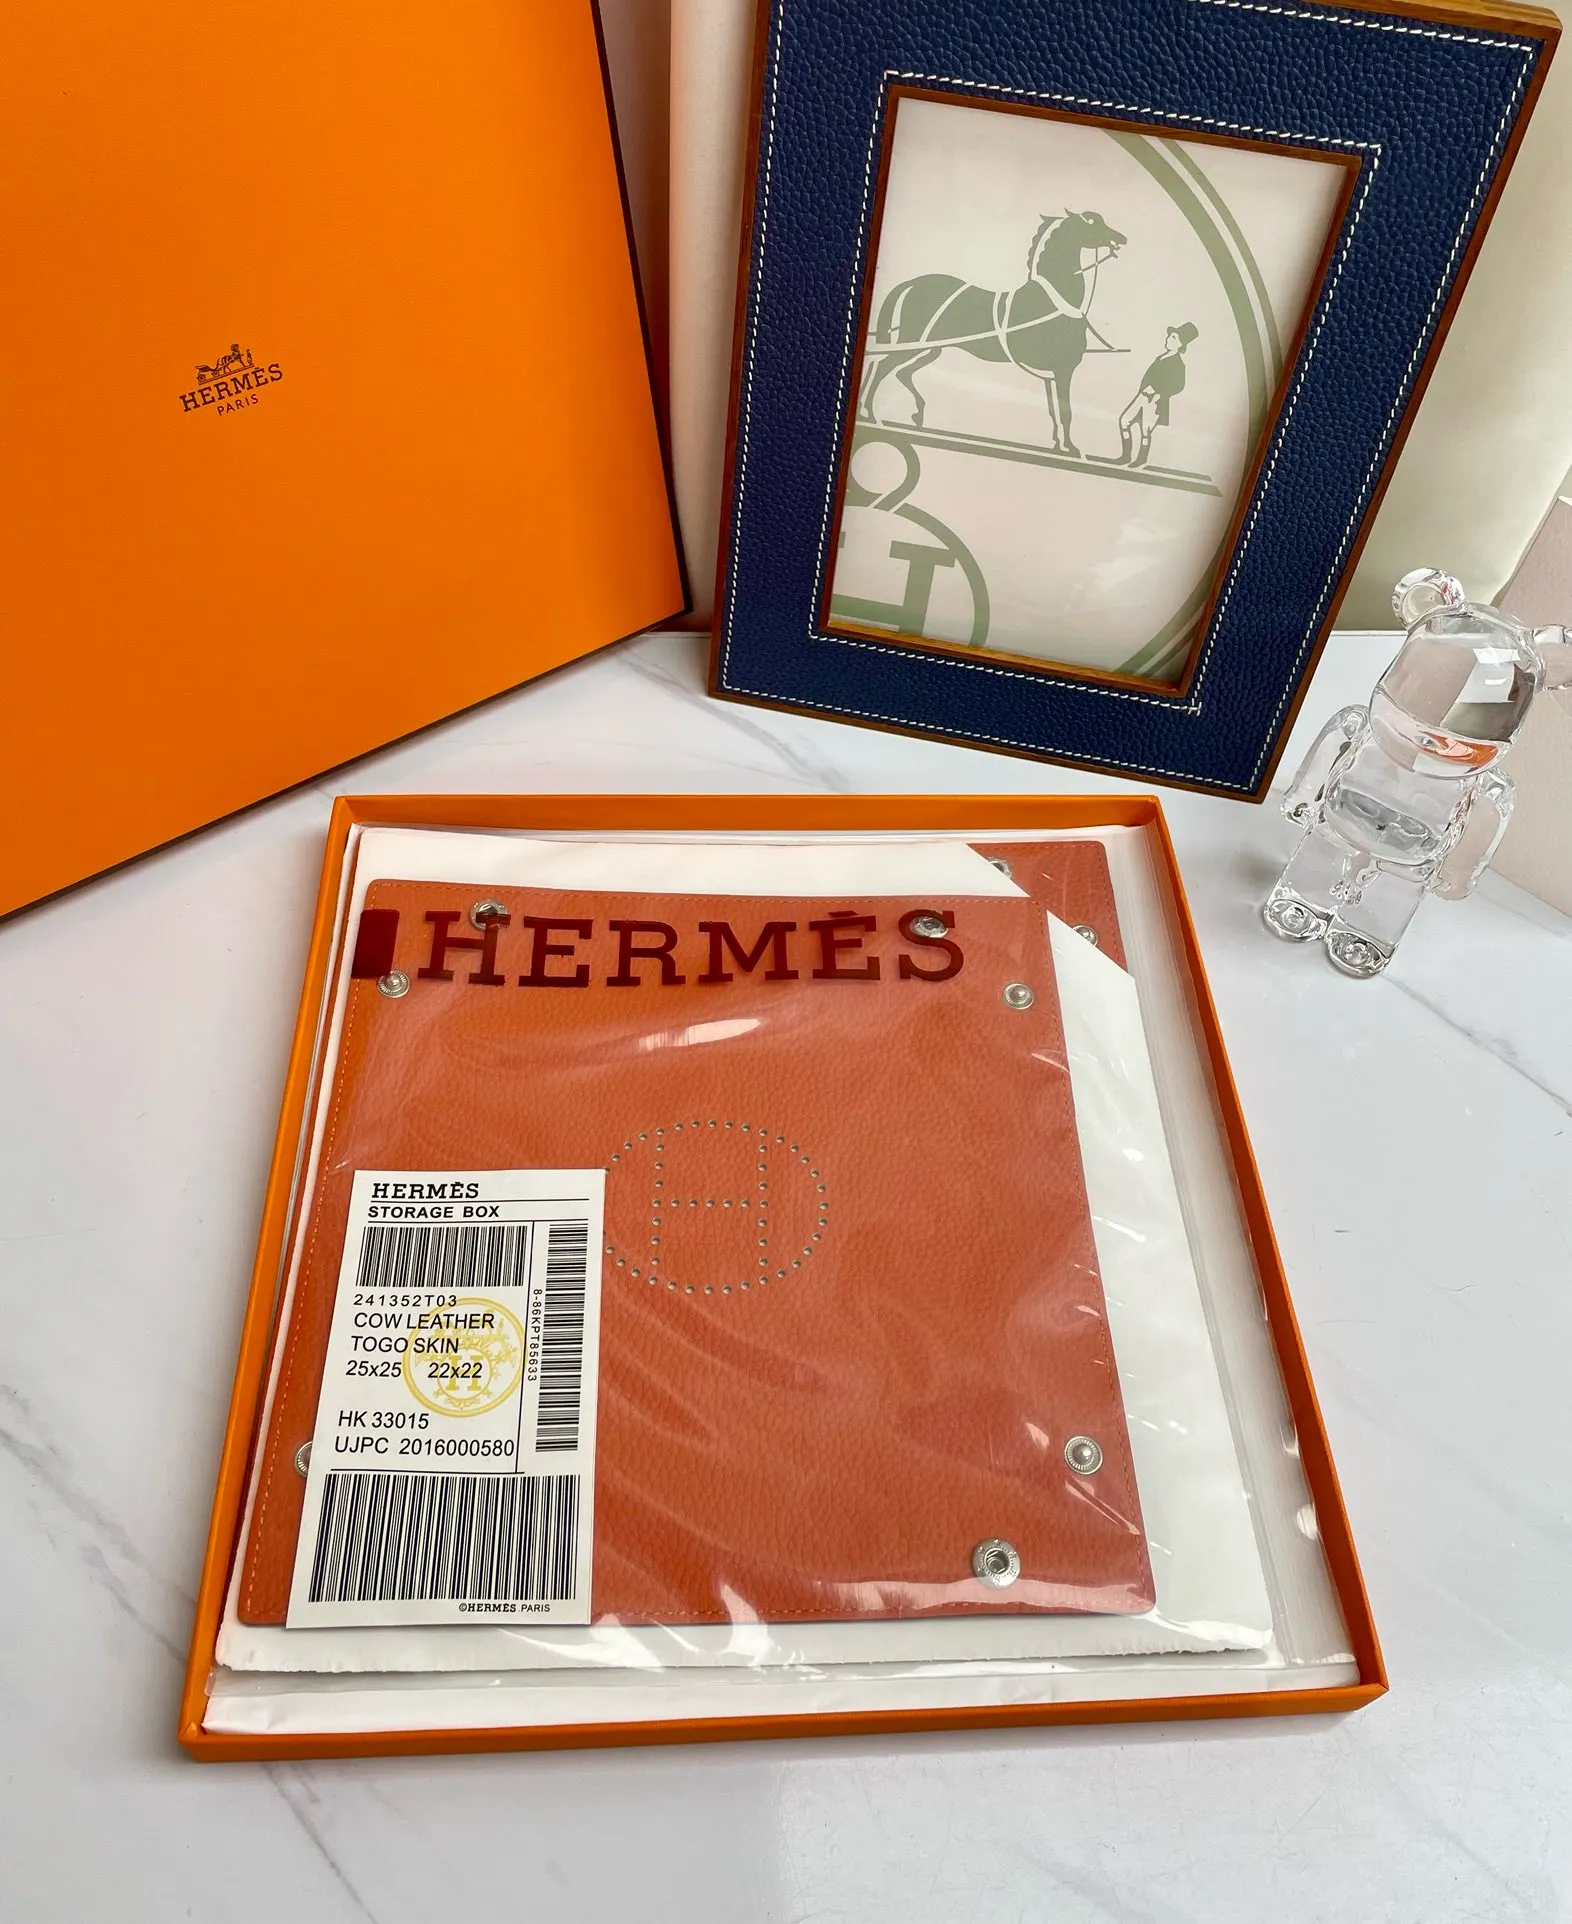 HERMÈS
PARIS
H
HERMÈS
H
HERMĒS
STORAGE BOX
241352T03
COW LEATHER
TOGO SKIN
25x25 22x22
H
HK 33015
UJPC 2016000580
8-86KPT85633
©HERMÈS.PARIS